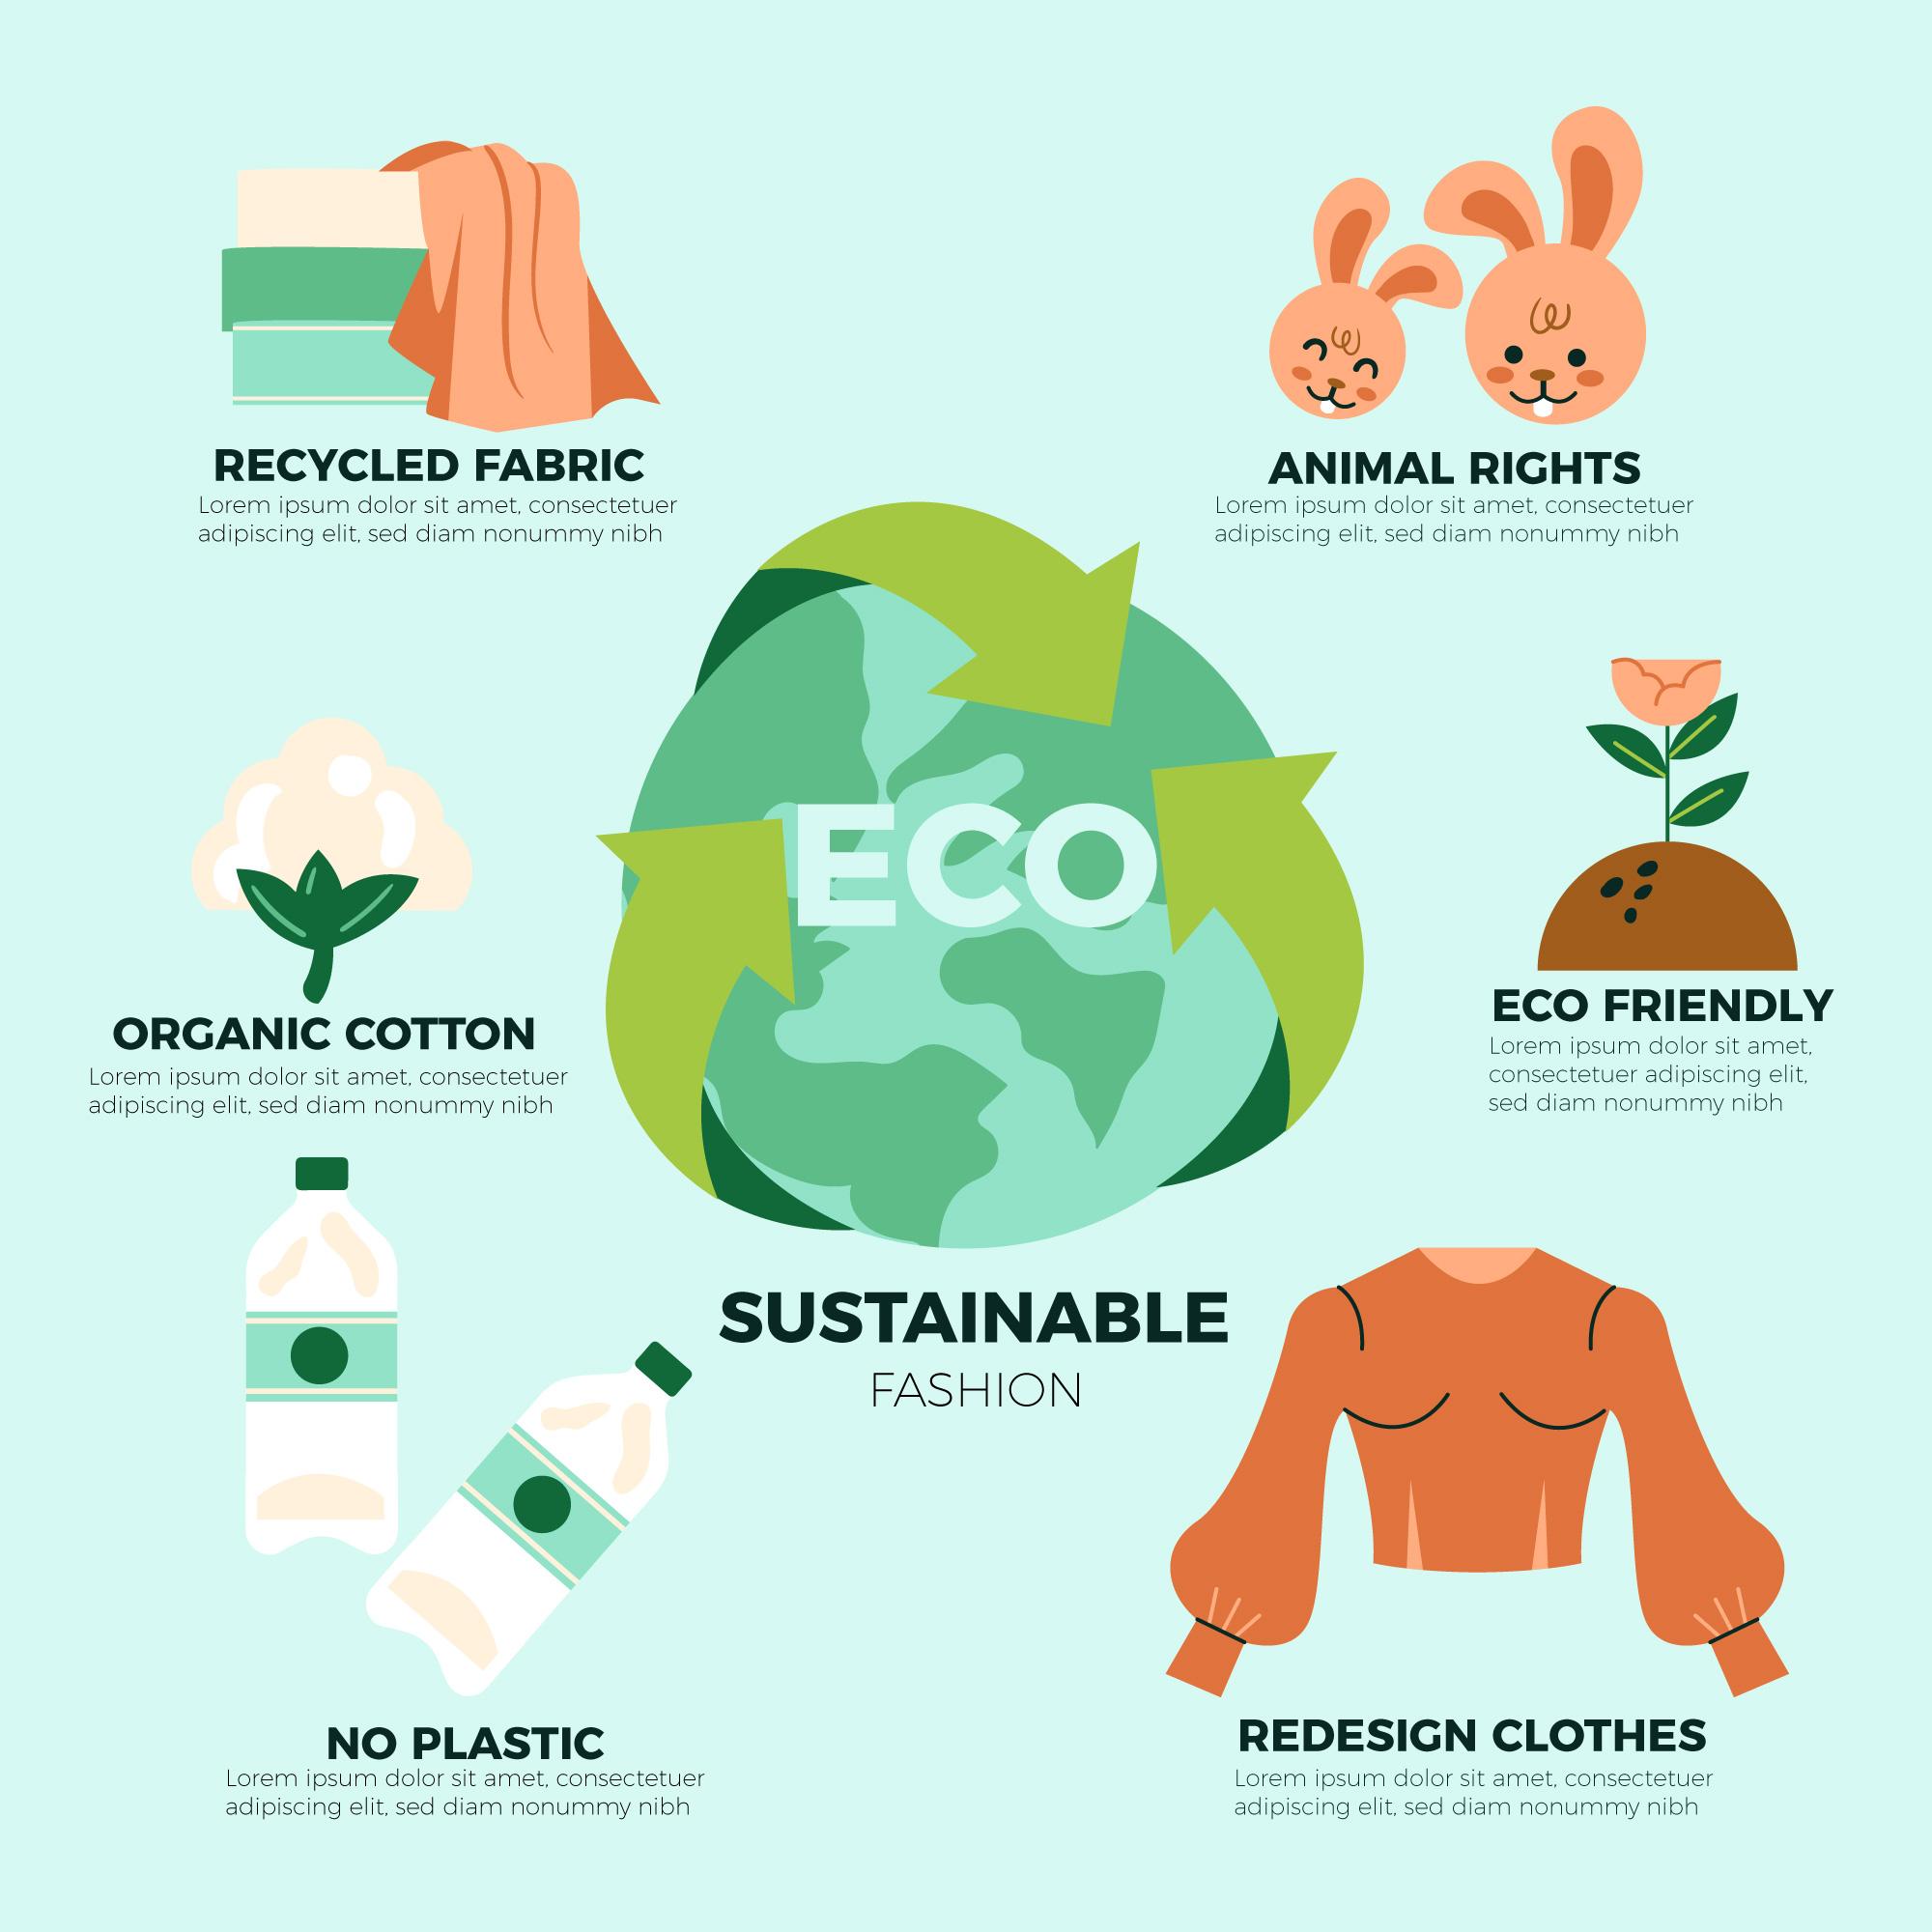 RECYCLED FABRIC
Lorem ipsum dolor sit amet, consectetuer
adipiscing elit, sed diam nonummy nibh
ANIMAL RIGHTS
Lorem ipsum dolor sit amet, consectetuer
adipiscing elit, sed diam nonummy nibh
ECO
ORGANIC COTTON
Lorem ipsum dolor sit amet, consectetuer
adipiscing elit, sed diam nonummy nibh
ECO FRIENDLY
Lorem ipsum dolor sit amet,
consectetuer adipiscing elit,
sed diam nonummy nibh
SUSTAINABLE
FASHION
NO PLASTIC
Lorem ipsum dolor sit amet, consectetuer
adipiscing elit, sed diam nonummy nibh
REDESIGN CLOTHES
Lorem ipsum dolor sit amet, consectetuer
adipiscing elit, sed diam nonummy nibh